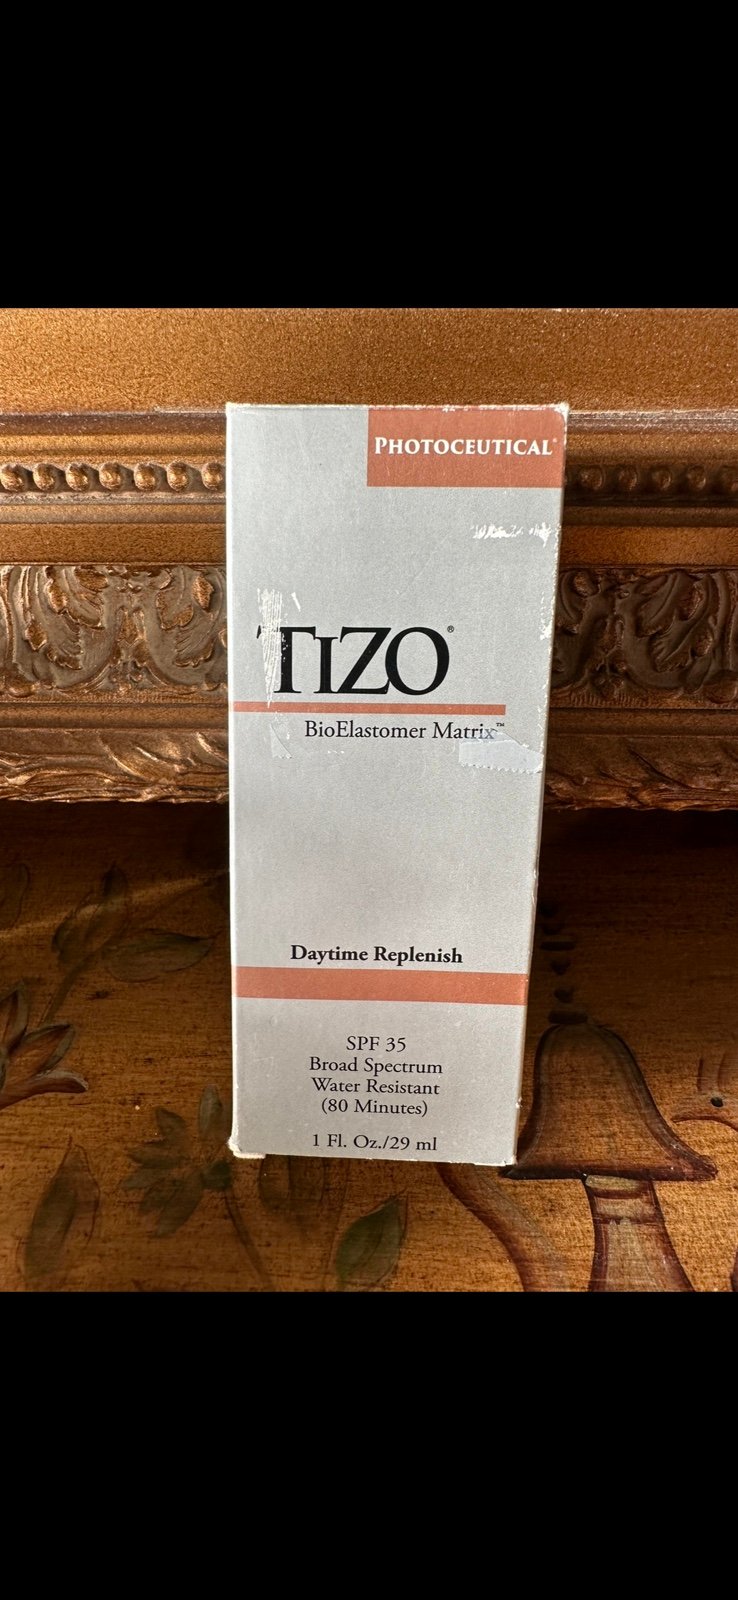 PHOTOCEUTICAL®
TIZO®
BioElastomer Matrix™
Daytime Replenish
SPF 35
Broad Spectrum
Water Resistant
(80 Minutes)
1 Fl. Oz./29 ml